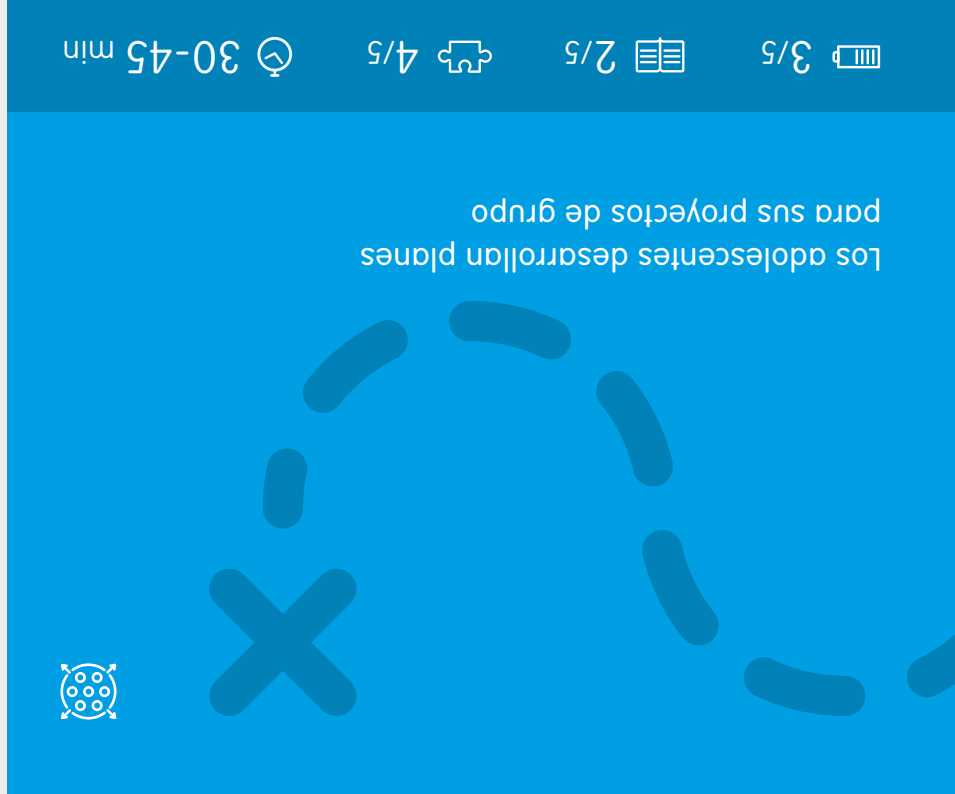 Los adolescentes desarrollan planes
para sus proyectos de grupo
3/5
2/5
4/5
30-45 min